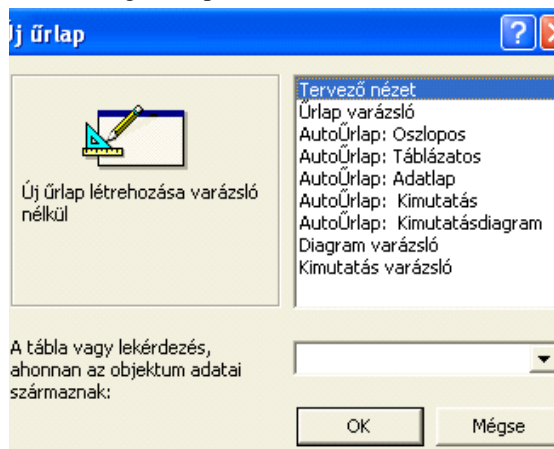 Új űrlap
Tervező nézet
Űrlap varázsló
AutoŰrlap: Oszlopos
AutoŰrlap: Táblázatos
AutoŰrlap: Adatlap
AutoŰrlap: Kimutatás
AutoŰrlap: Kimutatásdiagram
Diagram varázsló
Kimutatás varázsló
Új űrlap létrehozása varázsló
nélkül
A tábla vagy lekérdezés,
ahonnan az objektum adatai
származnak:
OK
Mégse